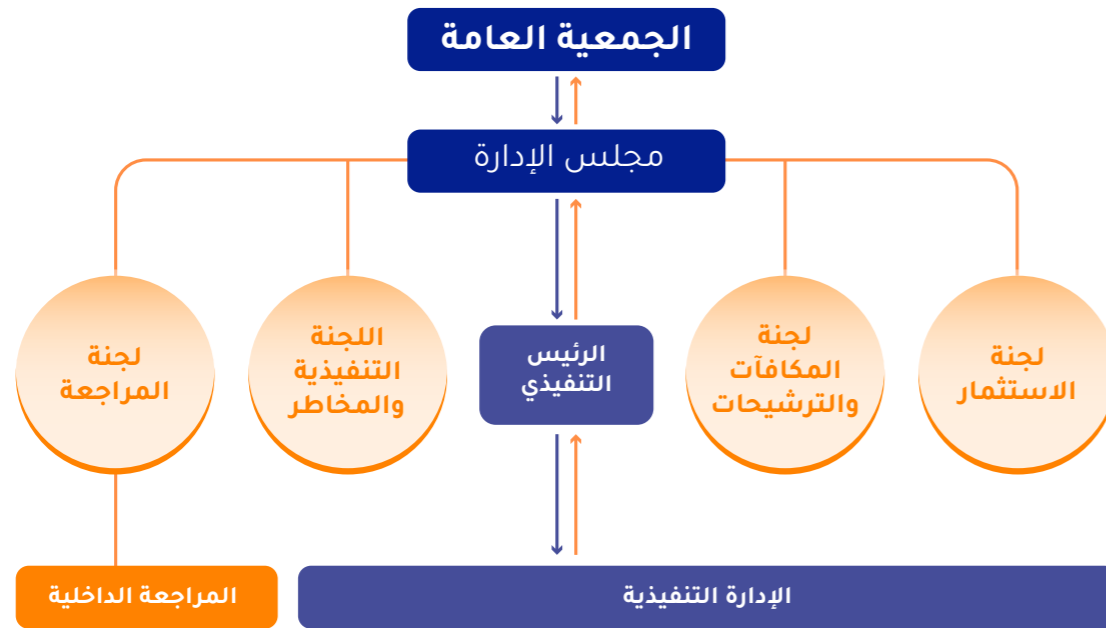 الجمعية العامة
مجلس الإدارة
لجنة
الاستثمار
لجنة
المكافآت
والترشيحات
الرئيس
التنفيذي
اللجنة
التنفيذية
والمخاطر
لجنة
المراجعة
الإدارة التنفيذية
المراجعة الداخلية